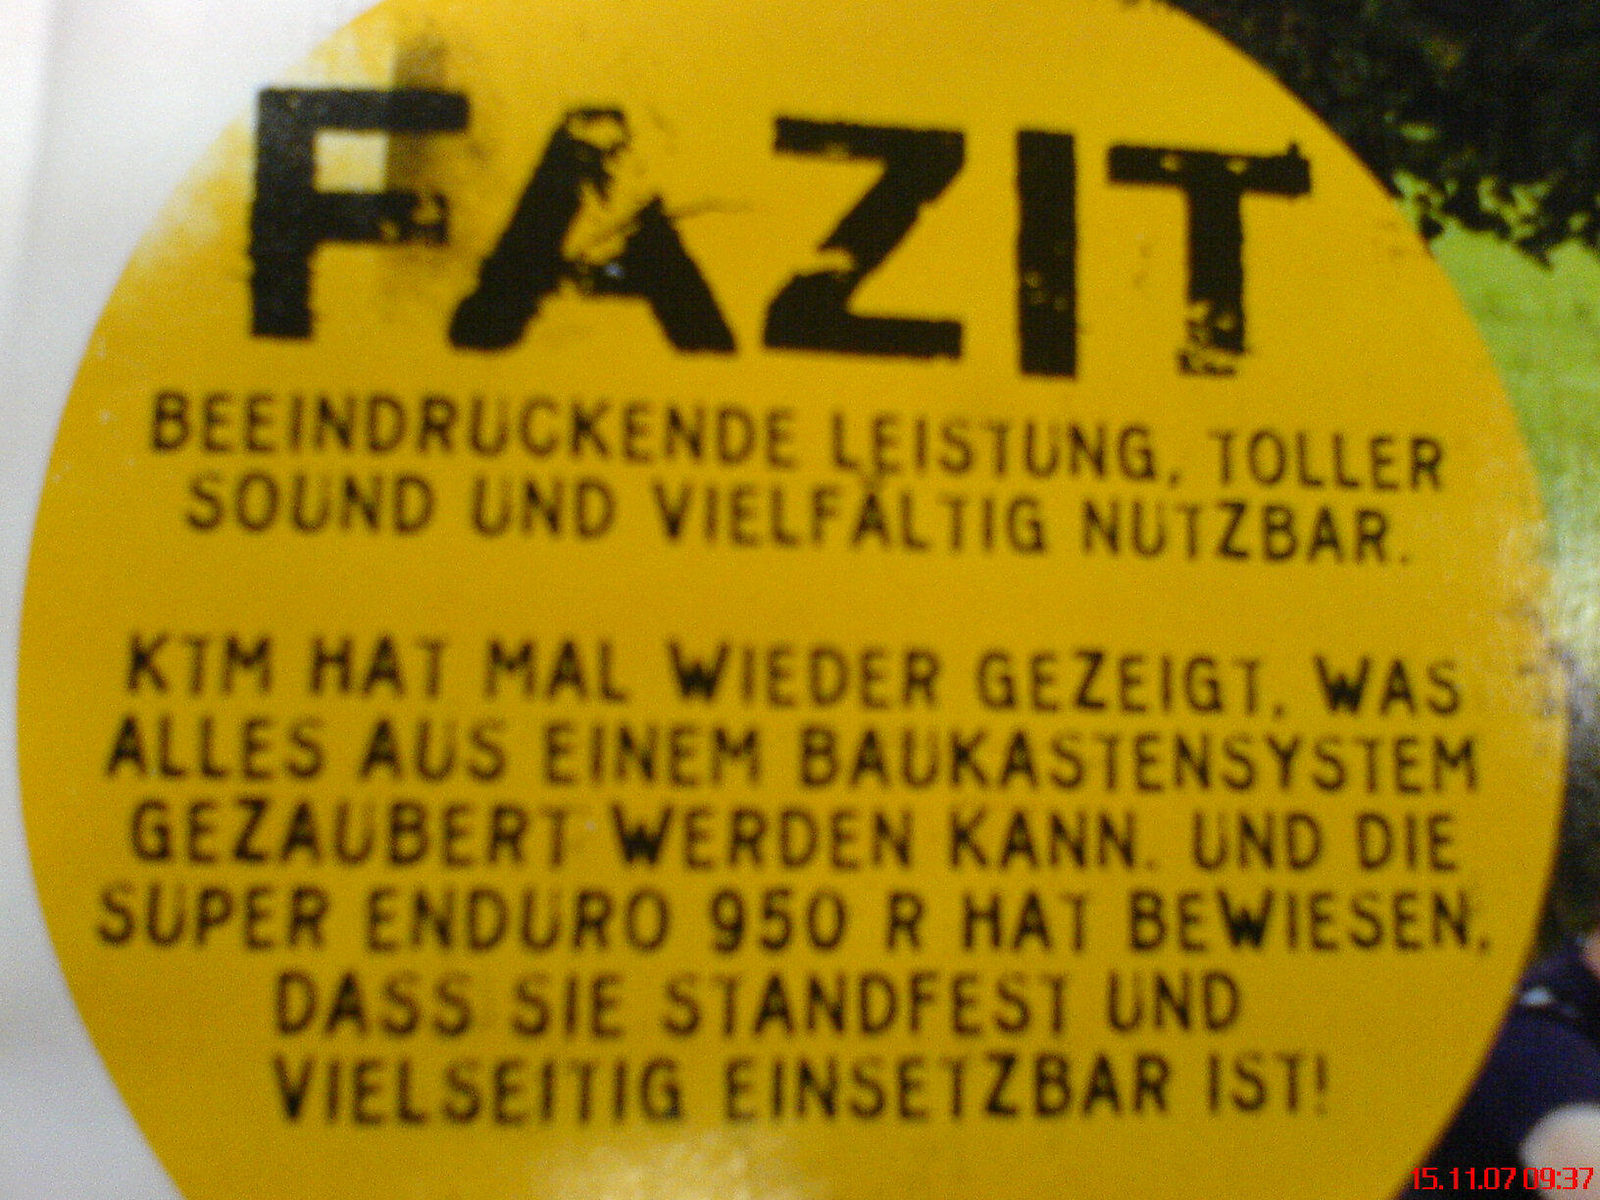 FAZIT
BEEINDRUCKENDE LEISTUNG, TOLLER
SOUND UND VIELFÄLTIG NUTZBAR.
KTM HAT MAL WIEDER GEZEIGT, WAS
ALLES AUS EINEM BAUKASTENSYSTEM
GEZAUBERT WERDEN KANN. UND DIE
SUPER ENDURO 950 R HAT BEWIESEN,
DASS SIE STANDFEST UND
VIELSEITIG EINSETZBAR IST!
15.11.07 09:37